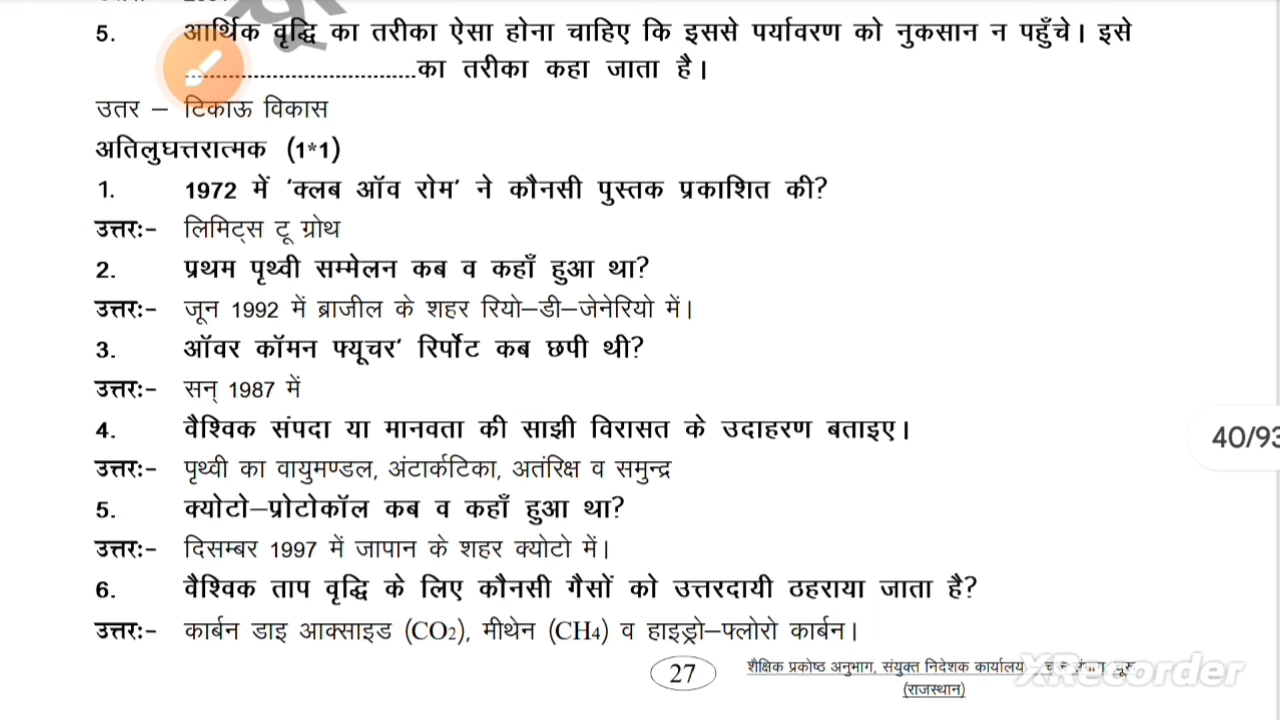 5. आर्थिक वृद्धि का तरीका ऐसा होना चाहिए कि इससे पर्यावरण को नुकसान न पहुँचे। इसे
..................................का तरीका कहा जाता है।
उतर – टिकाऊ विकास
अतिलुघत्तरात्मक (1*1)
1. 1972 में 'क्लब ऑव रोम' ने कौनसी पुस्तक प्रकाशित की?
उत्तरः- लिमिट्स टू ग्रोथ
2. प्रथम पृथ्वी सम्मेलन कब व कहाँ हुआ था?
उत्तरः- जून 1992 में ब्राजील के शहर रियो–डी–जेनेरियो में।
3. ऑवर कॉमन फ्यूचर' रिर्पोट कब छपी थी?
उत्तरः- सन् 1987 में
4. वैश्विक संपदा या मानवता की साझी विरासत के उदाहरण बताइए।
उत्तरः- पृथ्वी का वायुमण्डल, अंटार्कटिका, अतंरिक्ष व समुन्द्र
40/93
5. क्योटो–प्रोटोकॉल कब व कहाँ हुआ था?
उत्तरः- दिसम्बर 1997 में जापान के शहर क्योटो में।
6. वैश्विक ताप वृद्धि के लिए कौनसी गैसों को उत्तरदायी ठहराया जाता है?
उत्तरः- कार्बन डाइ आक्साइड (CO2), मीथेन (CH4) व हाइड्रो–फ्लोरो कार्बन।
27
शैक्षिक प्रकोष्ठ अनुभाग, संयुक्त निदेशक कार्यालय
(राजस्थान)
XRecorder